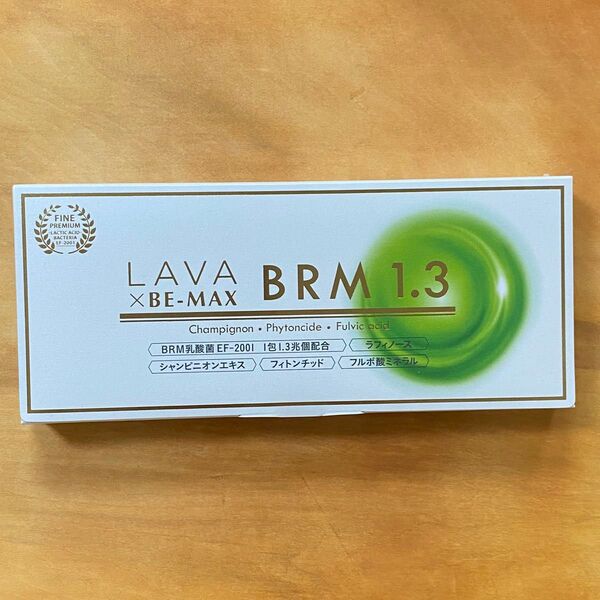 FINE
PREMIUM
LACTIC ACID
BACTERIA
EF-2001
LAVA
×BE-MAX
BRM 1.3
Champignon • Phytoncide • Fulvic acid
BRM乳酸菌 EF-2001 1包1.3兆個配合
ラフィノース
シャンピニオンエキス
フィトンチッド
フルボ酸ミネラル